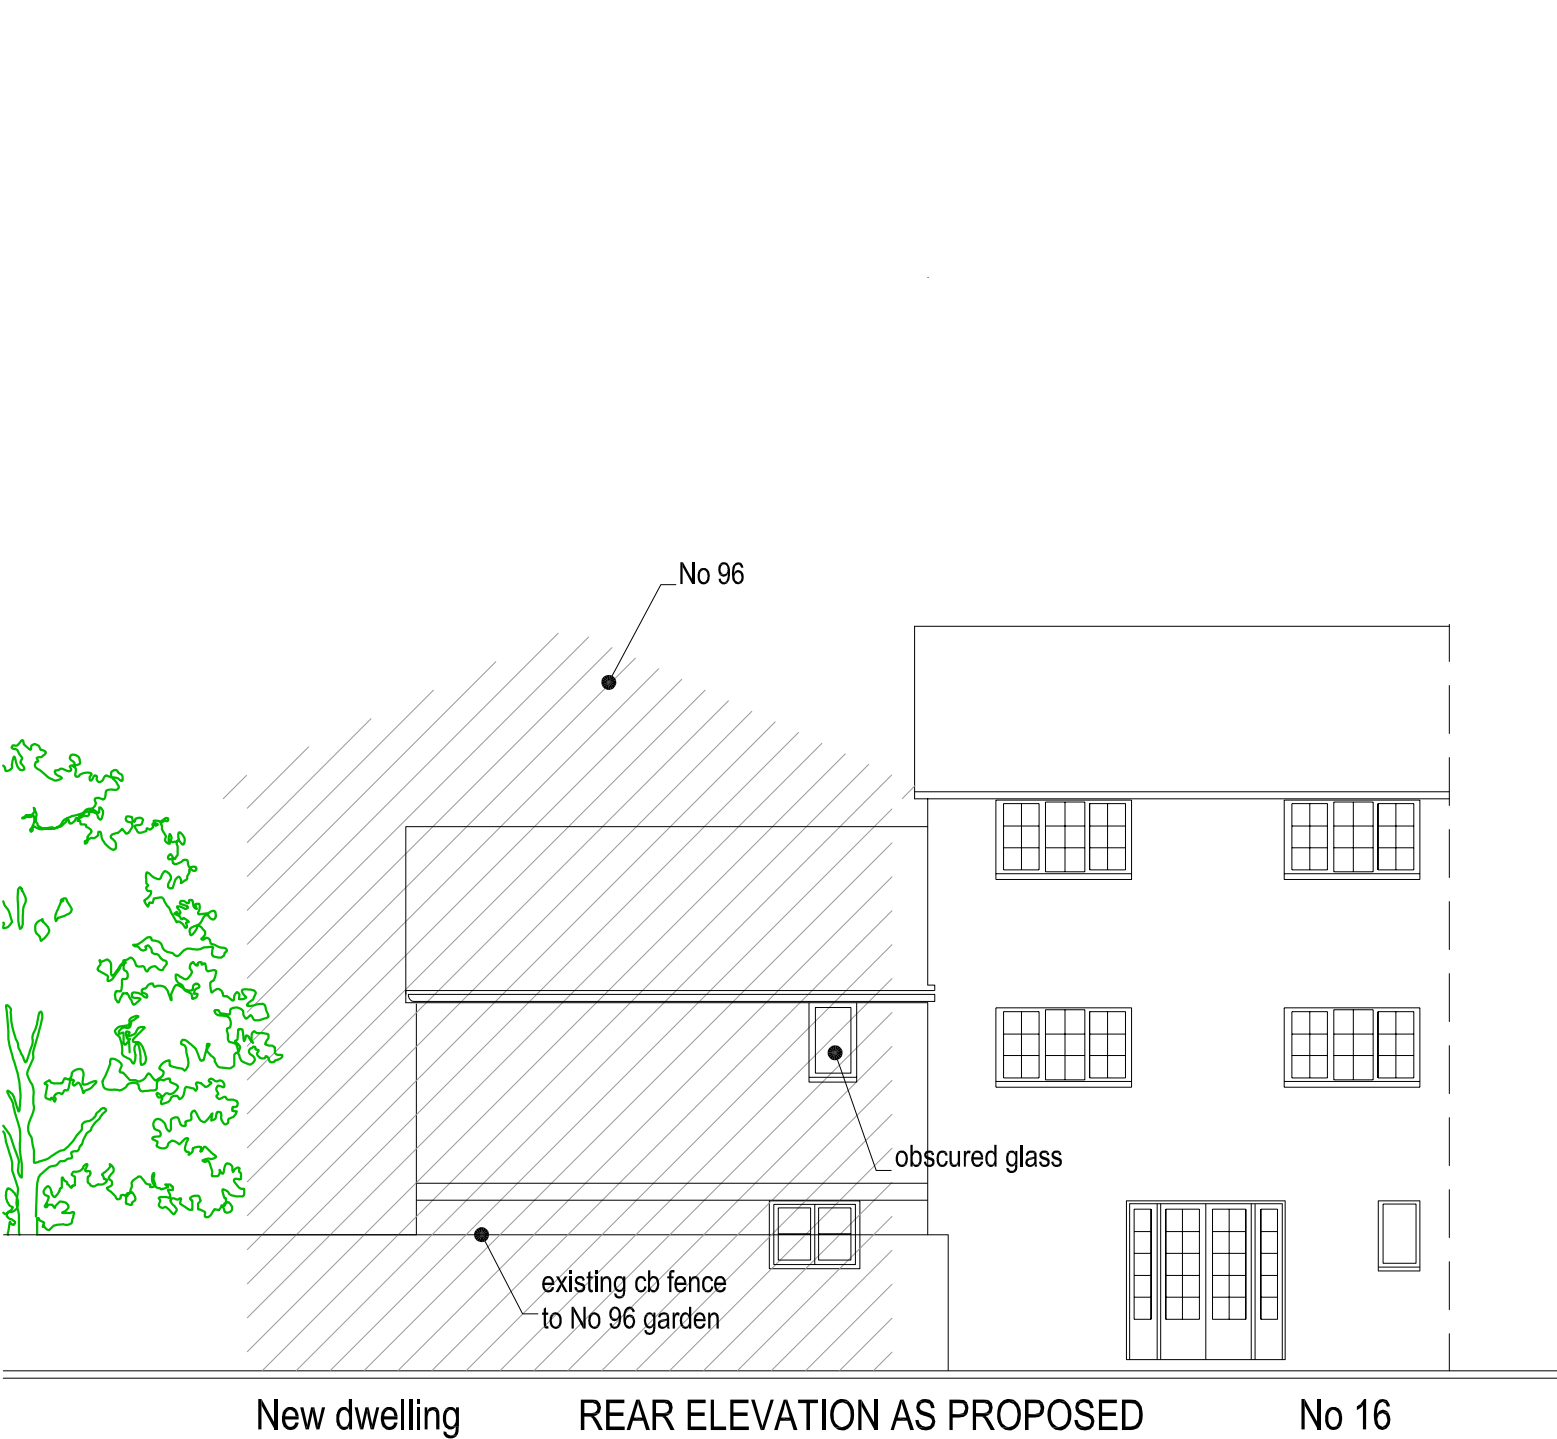 No 96
obscured glass
existing cb fence
to No 96 garden
New dwelling
REAR ELEVATION AS PROPOSED
No 16